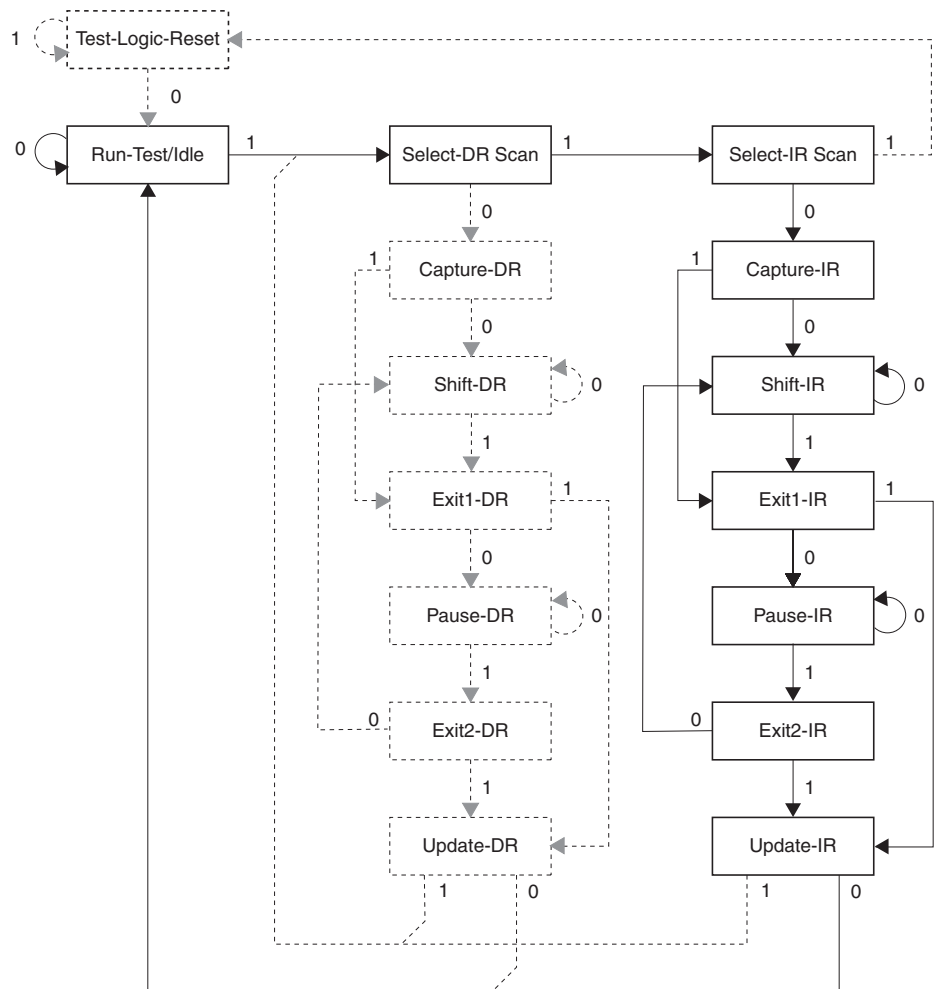 1
Test-Logic-Reset
0
0
Run-Test/Idle
1
Select-DR Scan
1
Select-IR Scan
1
0
0
1
Capture-DR
1
Capture-IR
0
0
Shift-DR
0
Shift-IR
0
1
1
Exit1-DR
1
Exit1-IR
1
0
0
Pause-DR
0
Pause-IR
0
1
1
0
Exit2-DR
0
Exit2-IR
1
1
Update-DR
Update-IR
1
0
1
0